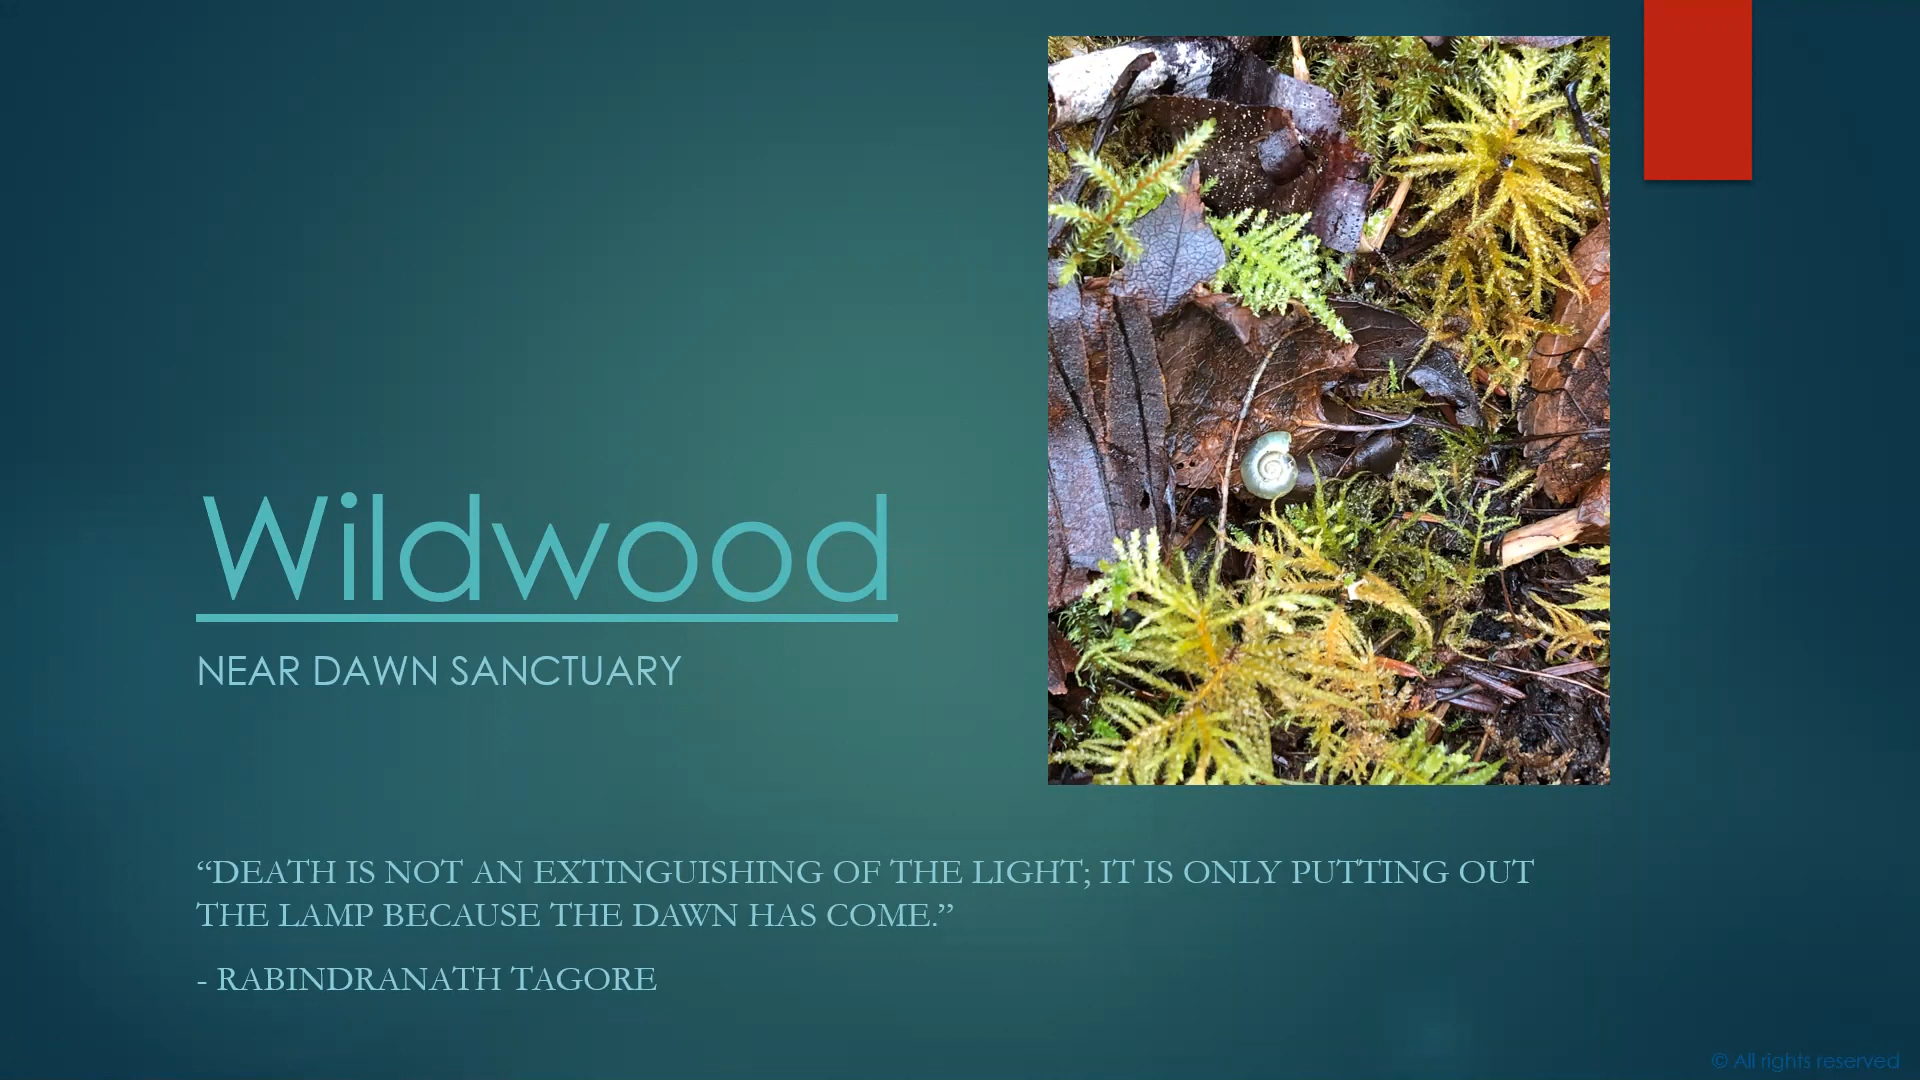 Wildwood
NEAR DAWN SANCTUARY
“DEATH IS NOT AN EXTINGUISHING OF THE LIGHT; IT IS ONLY PUTTING OUT
THE LAMP BECAUSE THE DAWN HAS COME.”
- RABINDRANATH TAGORE
© All rights reserved